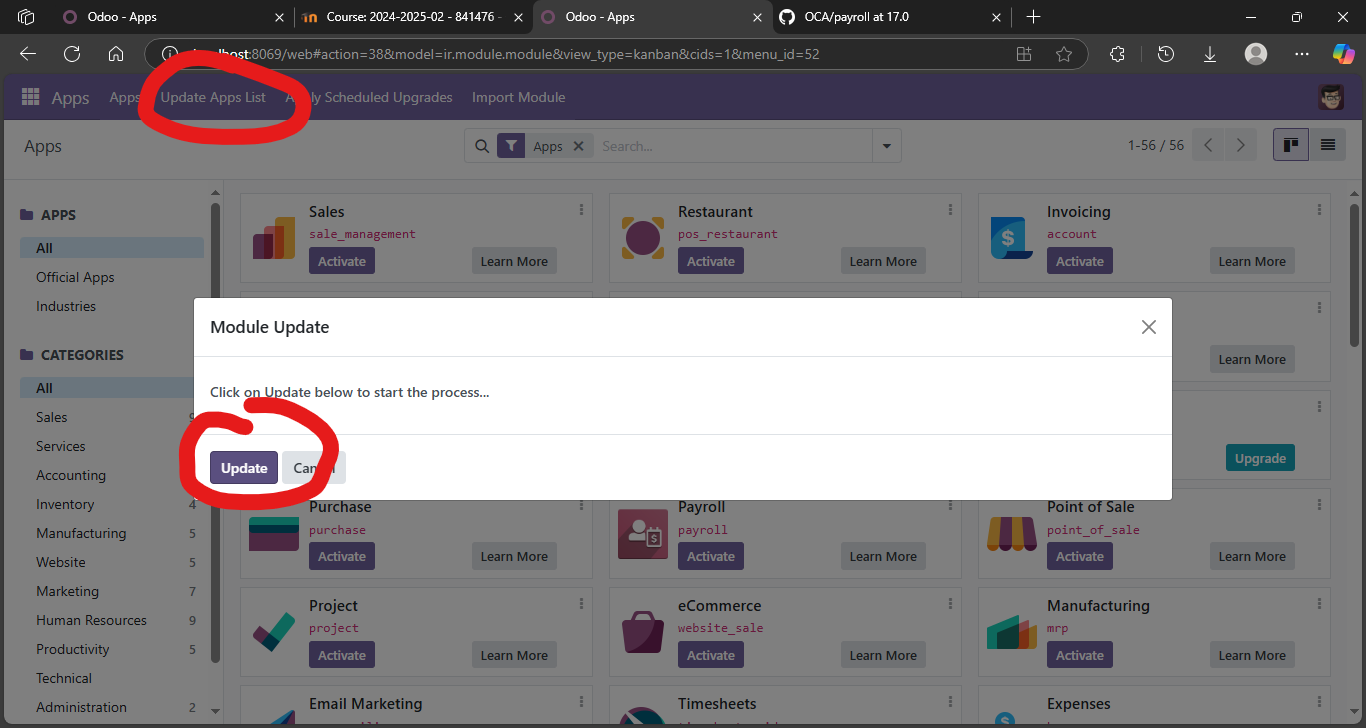 Odoo - Apps
Course: 2024-2025-02 - 841476 -
Odoo - Apps
OCA/payroll at 17.0
host:8069/web#action=38&model=ir.module.module&view_type=kanban&cids=1&menu_id=52
Apps
Apps
Update Apps List
Scheduled Upgrades
Import Module
Apps
Apps
Search...
1-56 / 56
APPS
All
Official Apps
Industries
CATEGORIES
All
Sales
Services
Accounting
Inventory 4
Manufacturing 5
Website 5
Marketing 7
Human Resources 9
Productivity 5
Technical
Administration 2
Sales
sale_management
Activate
Learn More
Restaurant
pos_restaurant
Activate
Learn More
Invoicing
account
Activate
Learn More
Learn More
Upgrade
Module Update
Click on Update below to start the process...
Update
Purchase
purchase
Activate
Learn More
Payroll
payroll
Activate
Learn More
Point of Sale
point_of_sale
Activate
Learn More
Project
project
Activate
Learn More
eCommerce
website_sale
Activate
Learn More
Manufacturing
mrp
Activate
Learn More
Email Marketing
Timesheets
Expenses